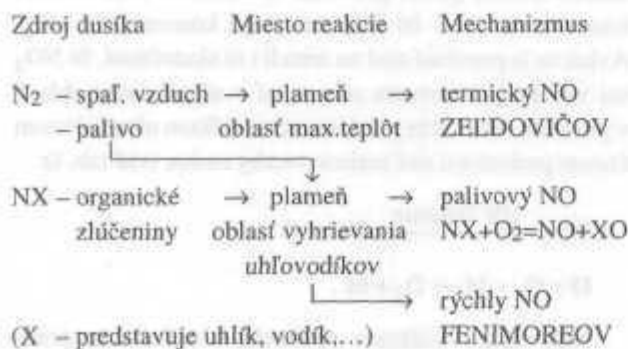 Zdroj dusíka Miesto reakcie Mechanizmus
N2 – spaľ. vzduch → plameň → termický NO
– palivo oblasť max.teplôt ZEĽDOVIČOV
NX – organické → plameň → palivový NO
zlúčeniny oblasť vyhrievania NX+O2=NO+XO
uhľovodíkov
→ rýchly NO
(X – predstavuje uhlík, vodík,…) FENIMOREOV